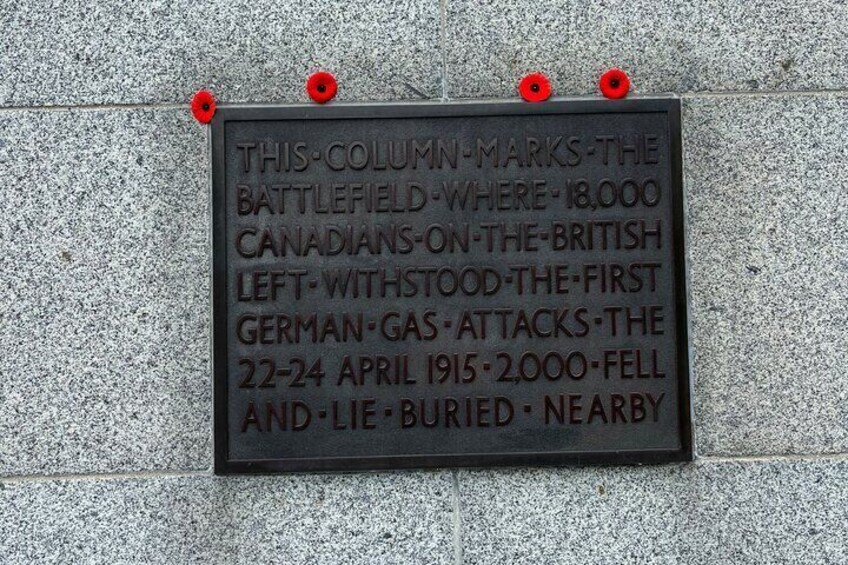 THIS·COLUMN·MARKS·THE
BATTLEFIELD·WHERE·18,000
CANADIANS·ON·THE·BRITISH
LEFT·WITHSTOOD·THE·FIRST
GERMAN·GAS·ATTACKS·THE
22–24 APRIL 1915·2,000·FELL
AND·LIE·BURIED·NEARBY